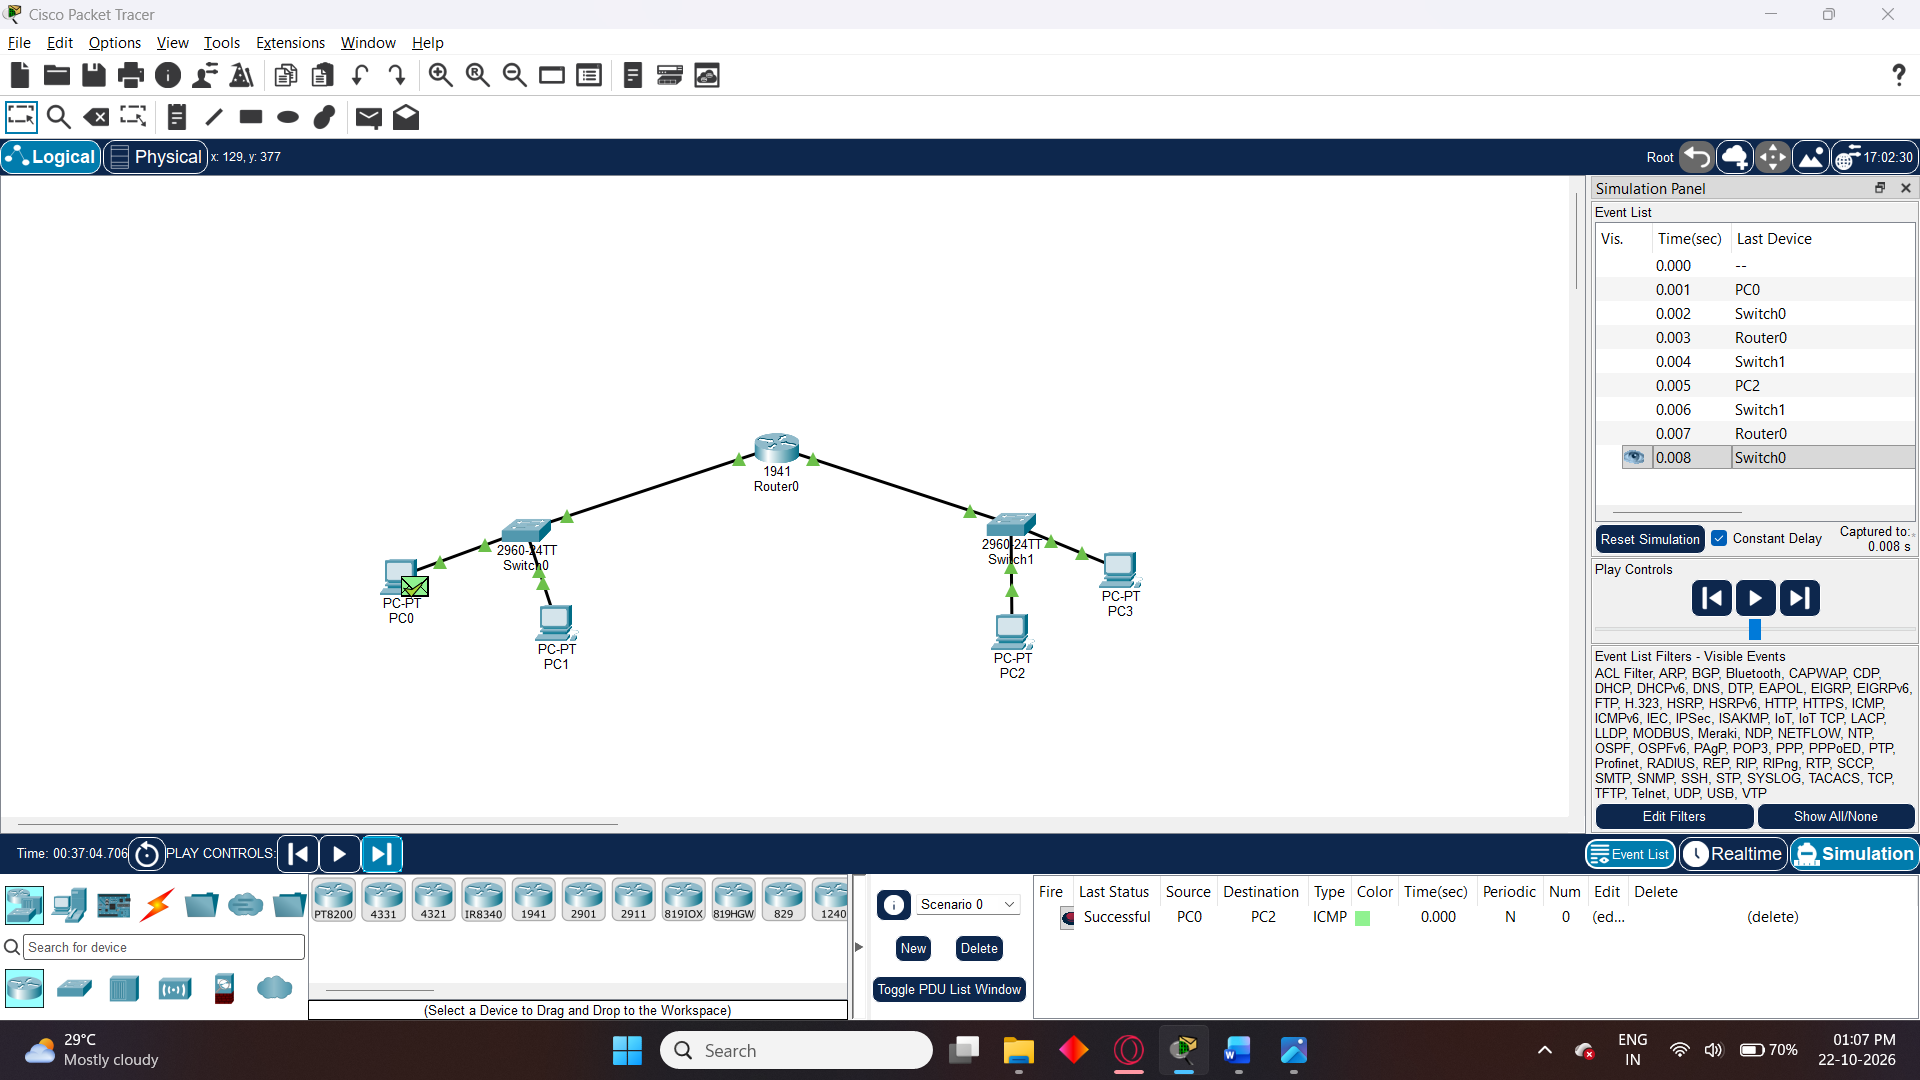 Cisco Packet Tracer
File Edit Options View Tools Extensions Window Help
Logical Physical x: 129, y: 377 Root 17:02:30
Simulation Panel
Event List
Vis. Time(sec) Last Device
0.000 --
0.001 PC0
0.002 Switch0
0.003 Router0
0.004 Switch1
0.005 PC2
0.006 Switch1
0.007 Router0
0.008 Switch0
Reset Simulation Constant Delay Captured to:
0.008 s
Play Controls
Event List Filters - Visible Events
ACL Filter, ARP, BGP, Bluetooth, CAPWAP, CDP,
DHCP, DHCPv6, DNS, DTP, EAPOL, EIGRP, EIGRPv6,
FTP, H.323, HSRP, HSRPv6, HTTP, HTTPS, ICMP,
ICMPv6, IEC, IPSec, ISAKMP, IoT, IoT TCP, LACP,
LLDP, MODBUS, Meraki, NDP, NETFLOW, NTP,
OSPF, OSPFv6, PAgP, POP3, PPP, PPPoED, PTP,
Profinet, RADIUS, REP, RIP, RIPng, RTP, SCCP,
SMTP, SNMP, SSH, STP, SYSLOG, TACACS, TCP,
TFTP, Telnet, UDP, USB, VTP
Edit Filters Show All/None
1941
Router0
2960-24TT
Switch0
2960-24TT
Switch1
PC-PT
PC0
PC-PT
PC1
PC-PT
PC2
PC-PT
PC3
Time: 00:37:04.706 PLAY CONTROLS: Event List Realtime Simulation
PT8200 4331 4321 IR8340 1941 2901 2911 819IOX 819HGW 829 1240
Search for device
(Select a Device to Drag and Drop to the Workspace)
Scenario 0
New Delete
Toggle PDU List Window
Fire Last Status Source Destination Type Color Time(sec) Periodic Num Edit Delete
Successful PC0 PC2 ICMP 0.000 N 0 (ed... (delete)
29°C
Mostly cloudy
Search
ENG
IN
70%
01:07 PM
22-10-2026